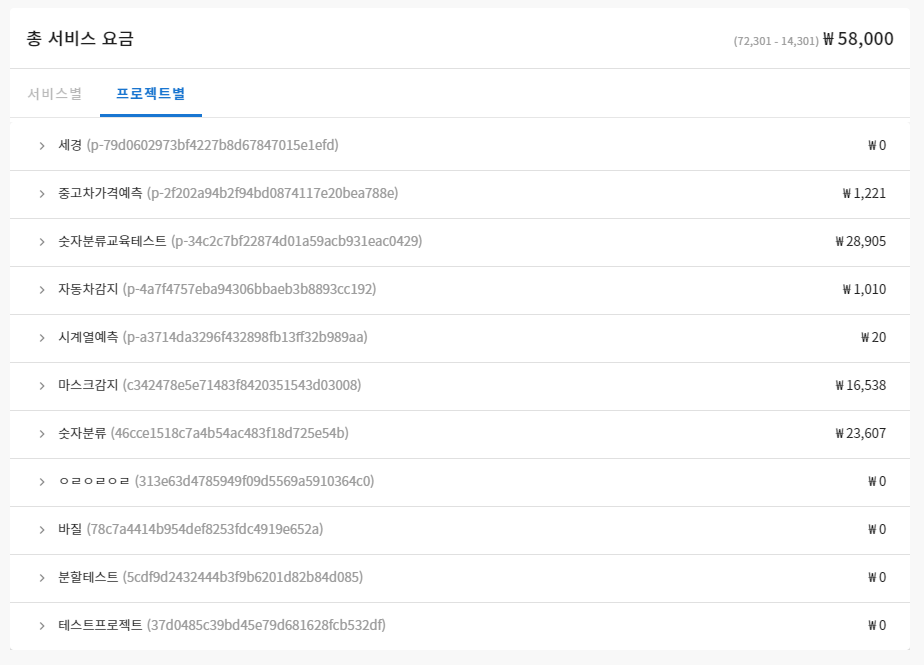 총 서비스 요금
(72,301 - 14,301) ₩ 58,000
서비스별 프로젝트별
세경 (p-79d0602973bf4227b8d67847015e1efd) ₩ 0
중고차가격예측 (p-2f202a94b2f94bd0874117e20bea788e) ₩ 1,221
숫자분류교육테스트 (p-34c2c7bf22874d01a59acb931eac0429) ₩ 28,905
자동차감지 (p-4a7f4757eba94306bbaeb3b8893cc192) ₩ 1,010
시계열예측 (p-a3714da3296f432898fb13ff32b989aa) ₩ 20
마스크감지 (c342478e5e71483f8420351543d03008) ₩ 16,538
숫자분류 (46cce1518c7a4b54ac483f18d725e54b) ₩ 23,607
ㅇㄹㅇㄹㅇㄹ (313e63d4785949f09d5569a5910364c0) ₩ 0
바질 (78c7a4414b954def8253fdc4919e652a) ₩ 0
분할테스트 (5cdf9d2432444b3f9b6201d82b84d085) ₩ 0
테스트프로젝트 (37d0485c39bd45e79d681628fcb532df) ₩ 0